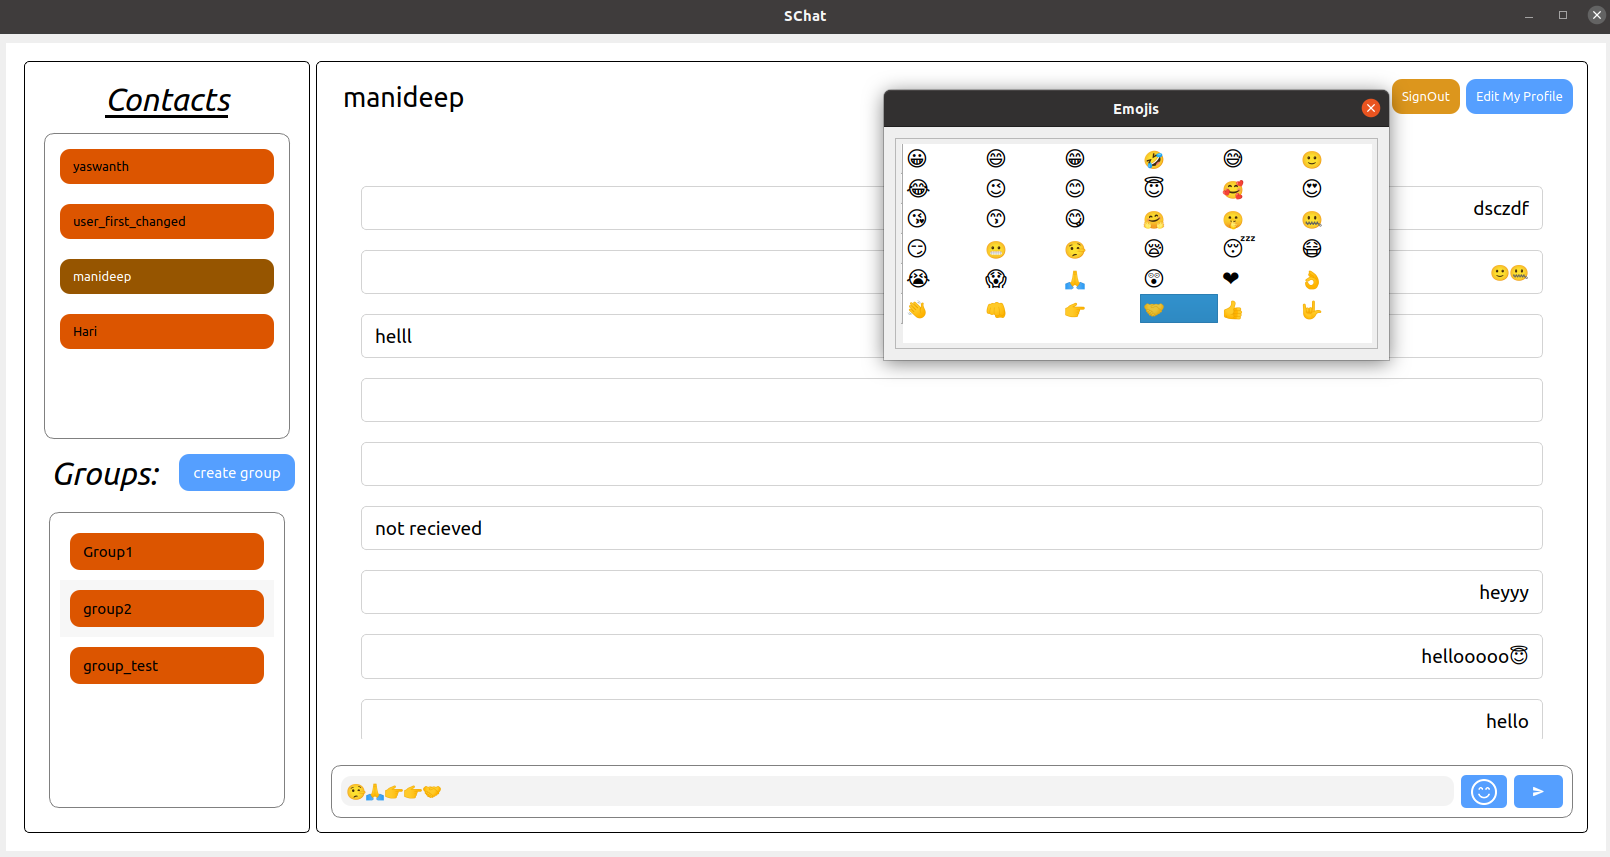 SChat
Contacts
yaswanth
user_first_changed
manideep
Hari
Groups:
create group
Group1
group2
group_test
manideep
SignOut
Edit My Profile
Emojis
😀 😄 😁 🤣 😅 🙂
😂 😉 😊 😇 🥰 😍
😘 😙 😋 🤗 🤫 🤐
😏 😬 🤥 😪 😴 😷
😭 😱 🙏 😲 ❤ 👌
👋 👊 👉 🤝 👍 🤟
dsczdf
🙂🤐
helll
not recieved
heyyy
hellooooo😇
hello
🤥🙏👉👉🤝